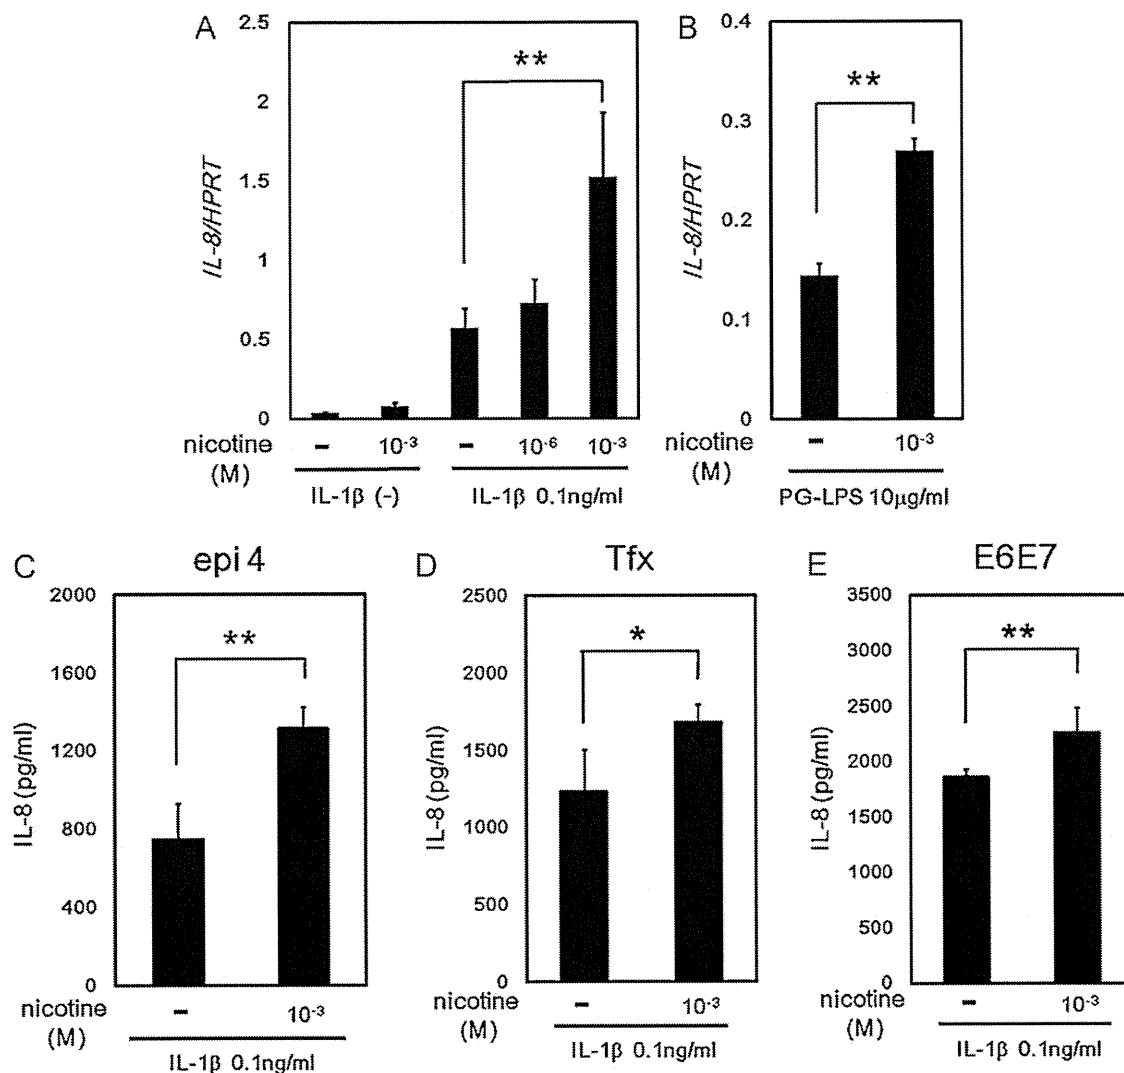 A
IL-8/HPRT
2.5
2
1.5
1
0.5
0
**
nicotine (M)
- 10-3 - 10-6 10-3
IL-1β (-) IL-1β 0.1ng/ml
B
IL-8/HPRT
0.4
0.3
0.2
0.1
0
**
- 10-3
PG-LPS 10μg/ml
C epi 4
IL-8 (pg/ml)
2000
1600
1200
800
400
0
**
nicotine (M)
- 10-3
IL-1β 0.1ng/ml
D Tfx
IL-8 (pg/ml)
2500
2000
1500
1000
500
0
*
nicotine (M)
- 10-3
IL-1β 0.1ng/ml
E E6E7
IL-8 (pg/ml)
3500
3000
2500
2000
1500
1000
500
0
**
nicotine (M)
- 10-3
IL-1β 0.1ng/ml